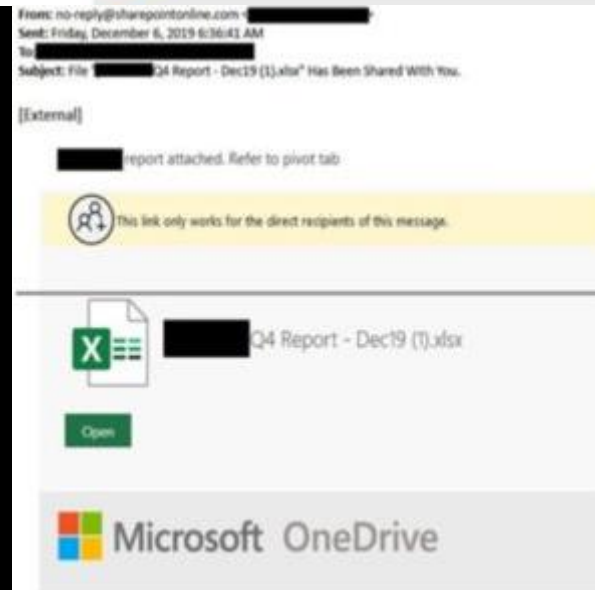 From: no-reply@sharepointonline.com <
Sent: Friday, December 6, 2019 6:36:41 AM
To:
Subject: File " Q4 Report - Dec19 (1).xlsx" Has Been Shared With You.
[External]
report attached. Refer to pivot tab
This link only works for the direct recipients of this message.
X
Q4 Report - Dec19 (1).xlsx
Open
Microsoft OneDrive